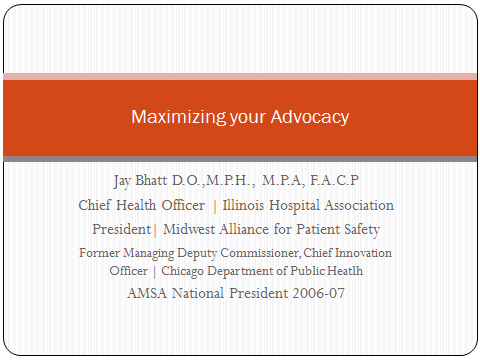 Maximizing your Advocacy
Jay Bhatt D.O.,M.P.H., M.P.A, F.A.C.P
Chief Health Officer | Illinois Hospital Association
President| Midwest Alliance for Patient Safety
Former Managing Deputy Commissioner, Chief Innovation
Officer | Chicago Department of Public Heatlh
AMSA National President 2006-07